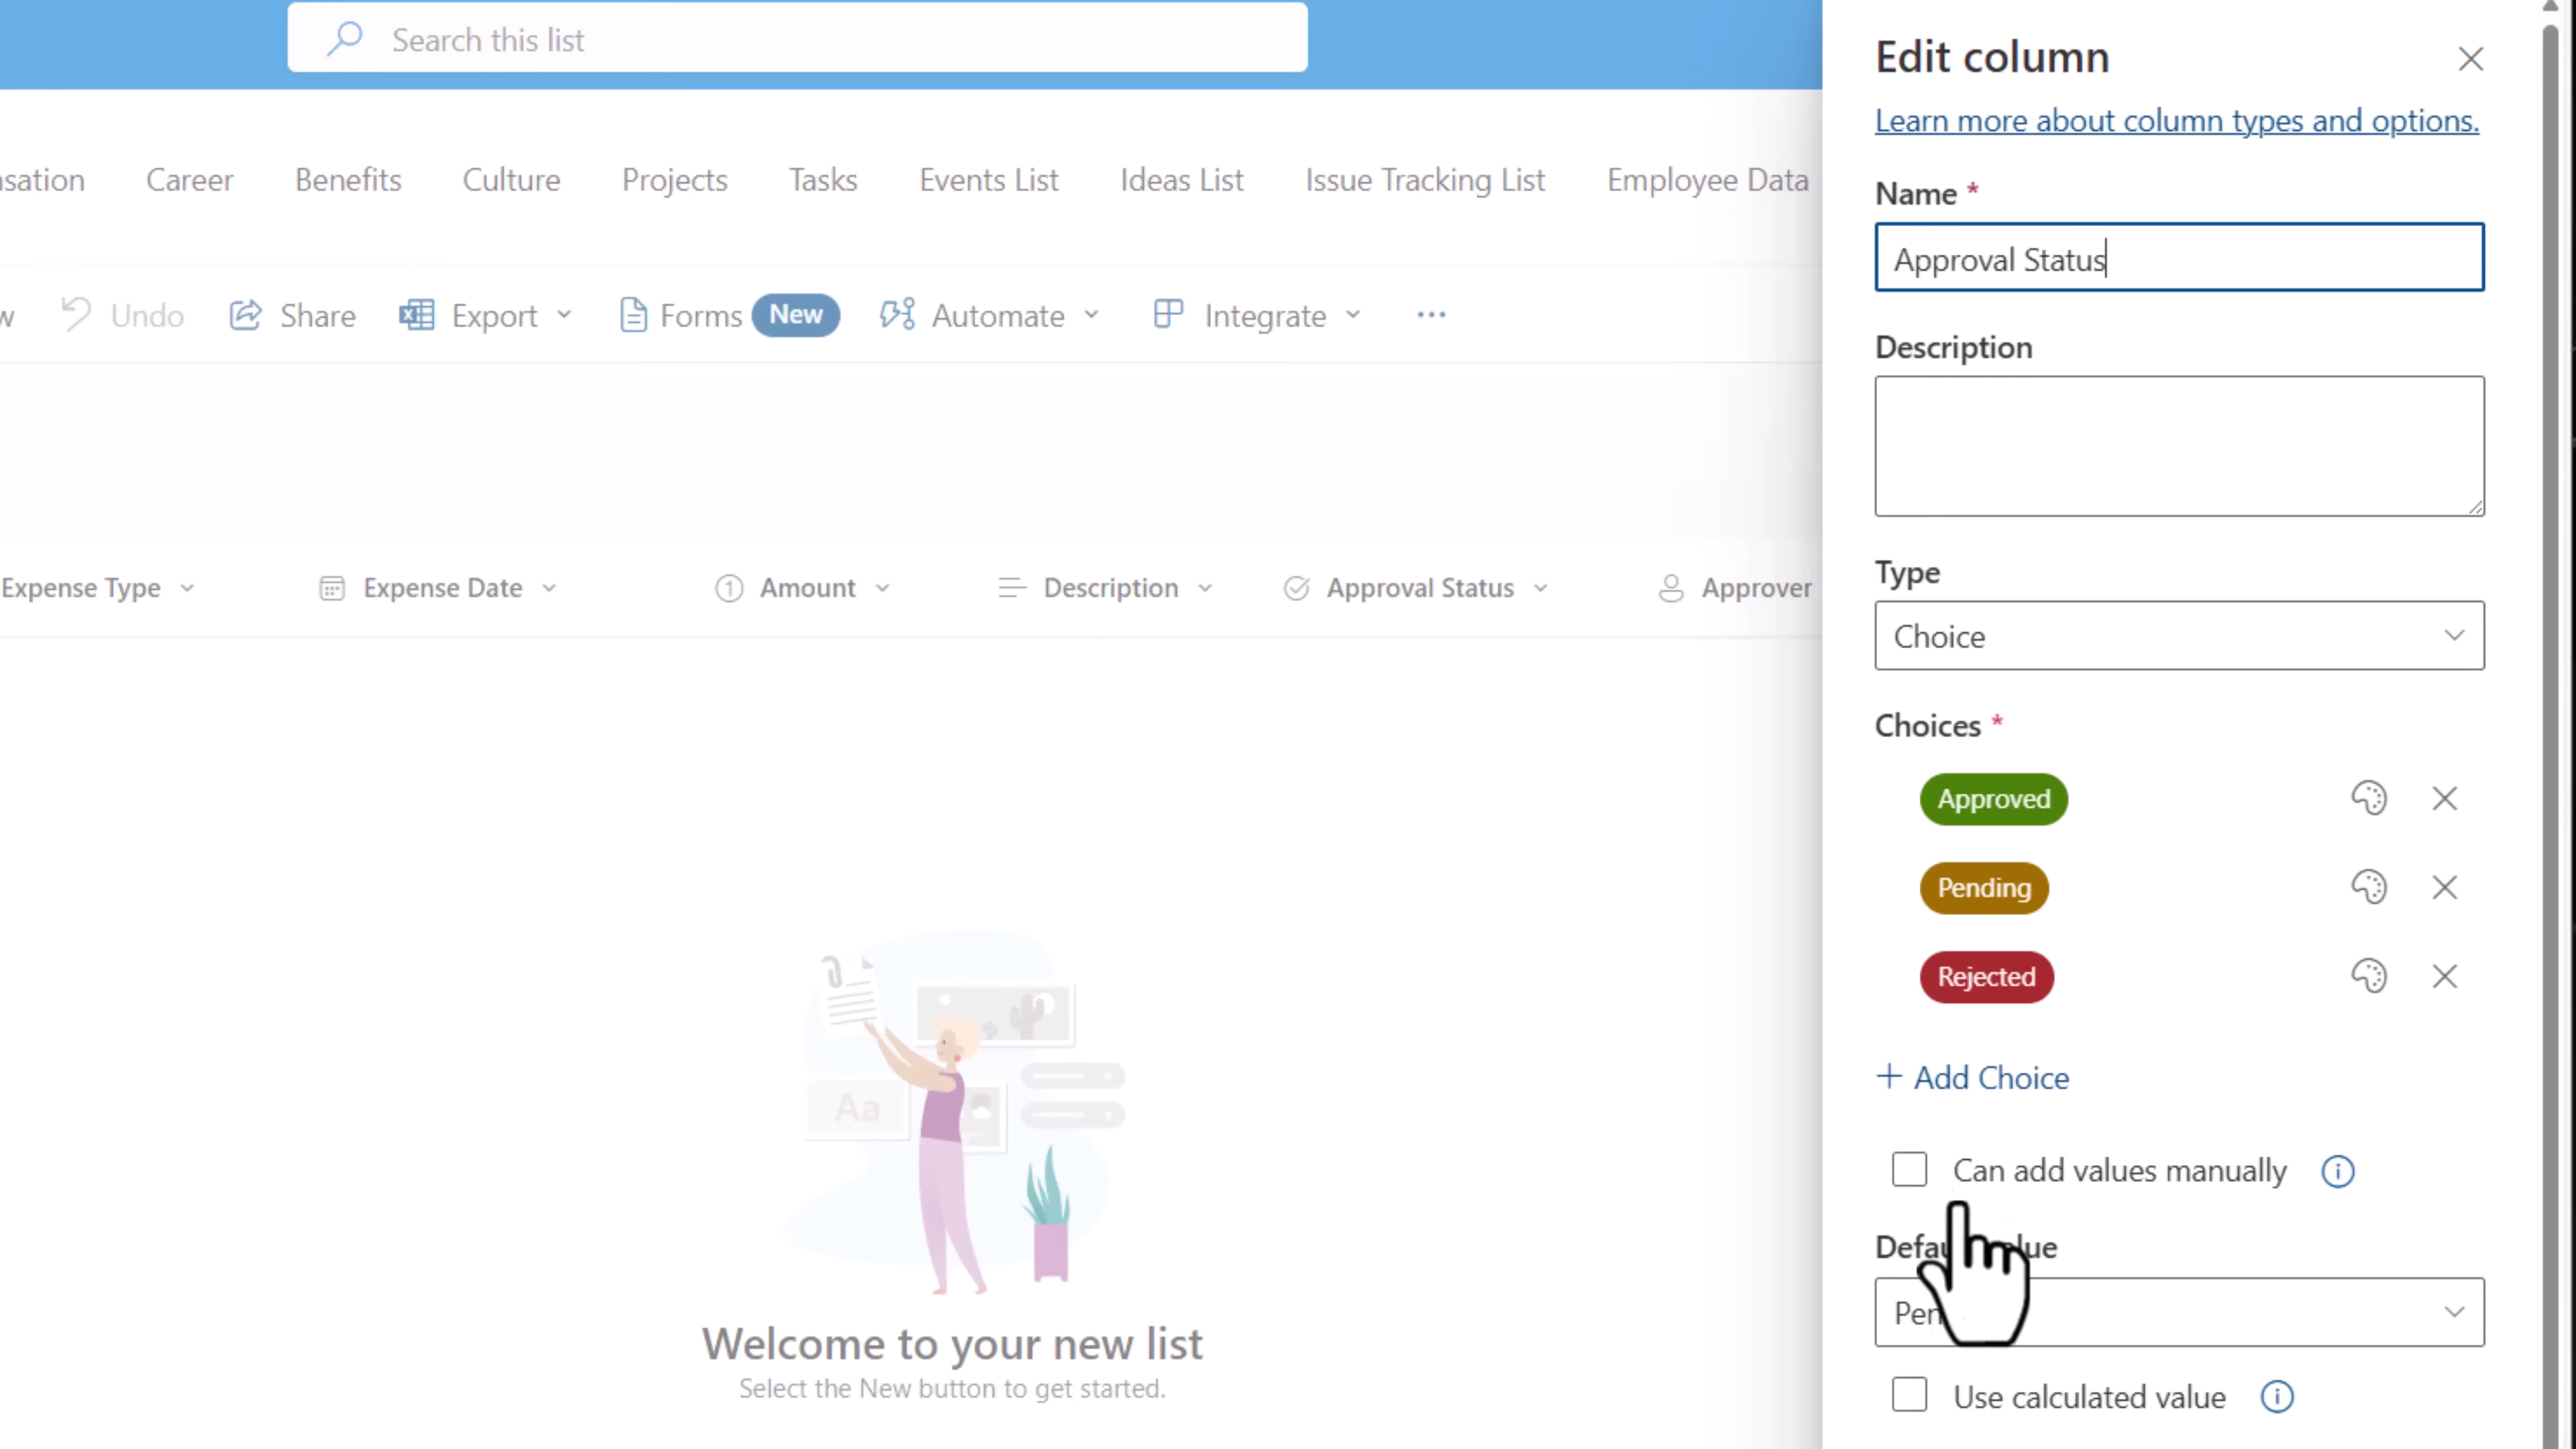 Search this list
Edit column
Learn more about column types and options.
Career
Benefits
Culture
Projects
Tasks
Events List
Ideas List
Issue Tracking List
Employee Data
Name *
Approval Status
Undo
Share
Export
Forms
New
Automate
Integrate
...
Description
Expense Type
Expense Date
Amount
Description
Approval Status
Approver
Type
Choice
Choices *
Approved
Pending
Rejected
+ Add Choice
Can add values manually
Aa
Welcome to your new list
Select the New button to get started.
Use calculated value